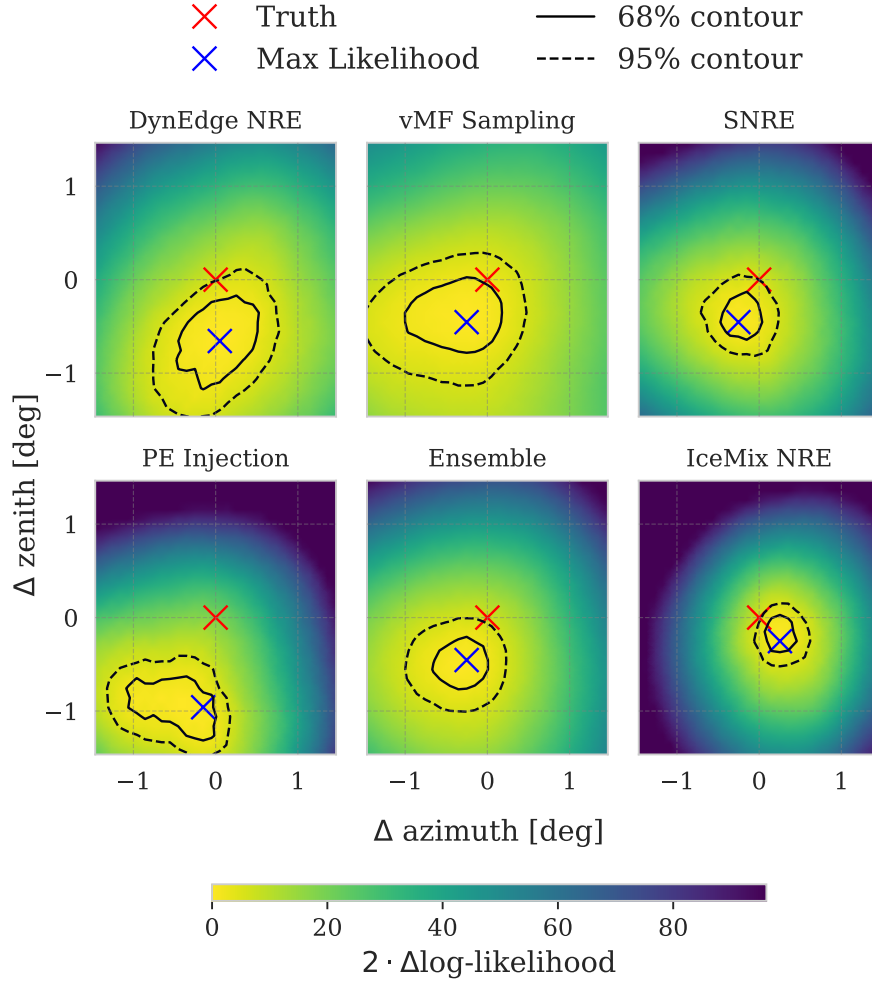 Truth
68% contour
Max Likelihood
95% contour
DynEdge NRE
vMF Sampling
SNRE
1
0
−1
PE Injection
Ensemble
IceMix NRE
1
0
−1
Δ zenith [deg]
−1 0 1
−1 0 1
−1 0 1
Δ azimuth [deg]
0 20 40 60 80
2 · Δlog-likelihood